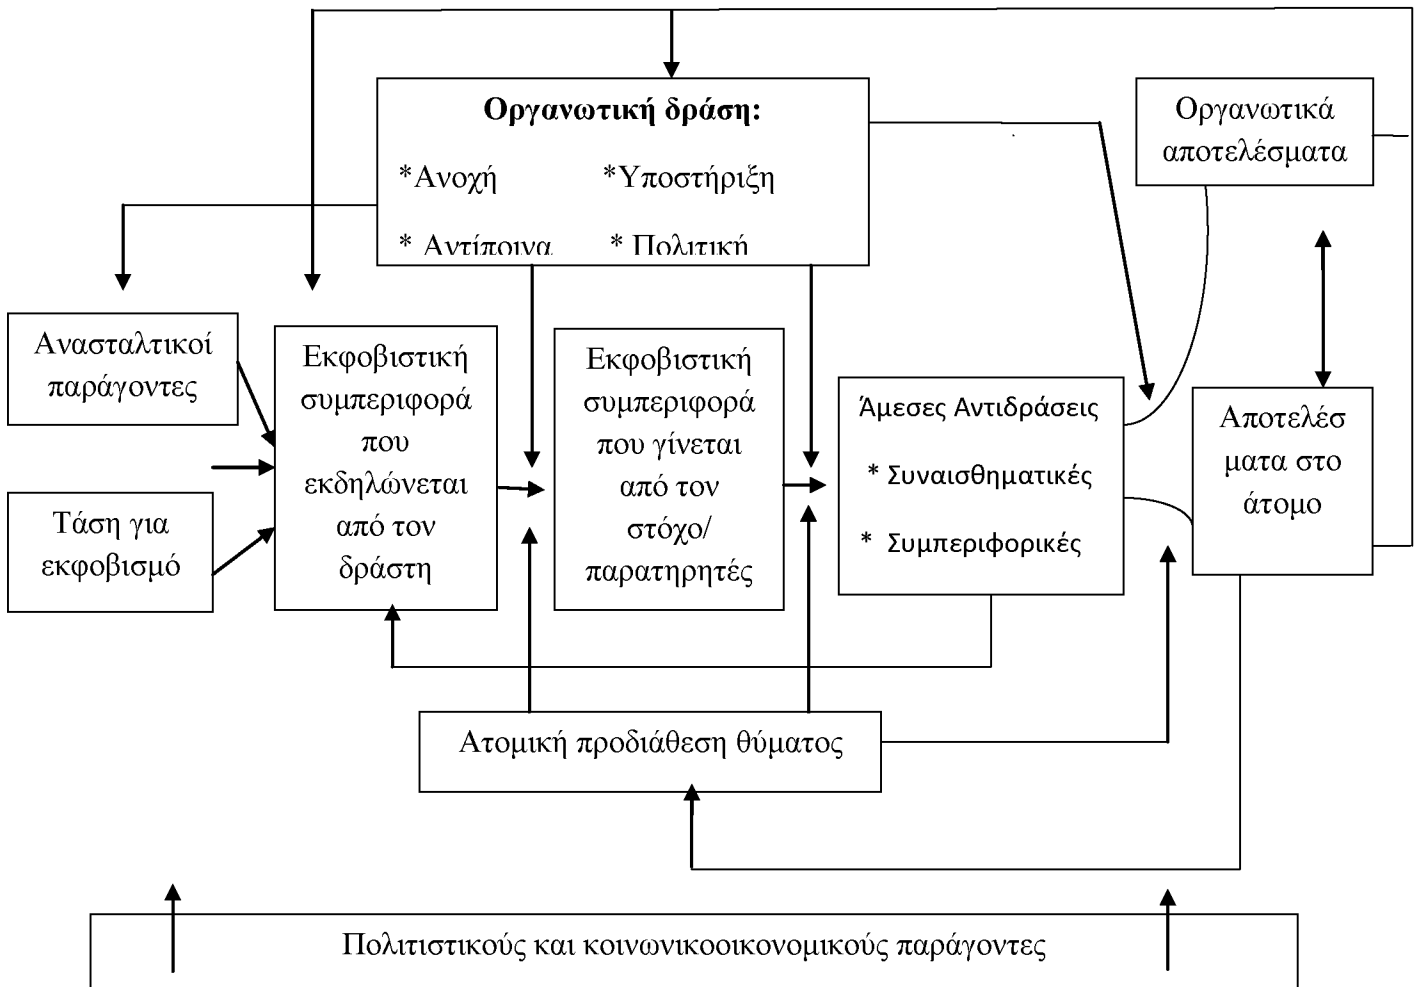 Οργανωτική δράση:
*Ανοχή *Υποστήριξη
* Αντίποινα * Πολιτική
Οργανωτικά
αποτελέσματα
Ανασταλτικοί
παράγοντες
Τάση για
εκφοβισμό
Εκφοβιστική
συμπεριφορά
που
εκδηλώνεται
από τον
δράστη
Εκφοβιστική
συμπεριφορά
που γίνεται
από τον
στόχο/
παρατηρητές
Άμεσες Αντιδράσεις
* Συναισθηματικές
* Συμπεριφορικές
Αποτελέσ
ματα στο
άτομο
Ατομική προδιάθεση θύματος
Πολιτιστικούς και κοινωνικοοικονομικούς παράγοντες